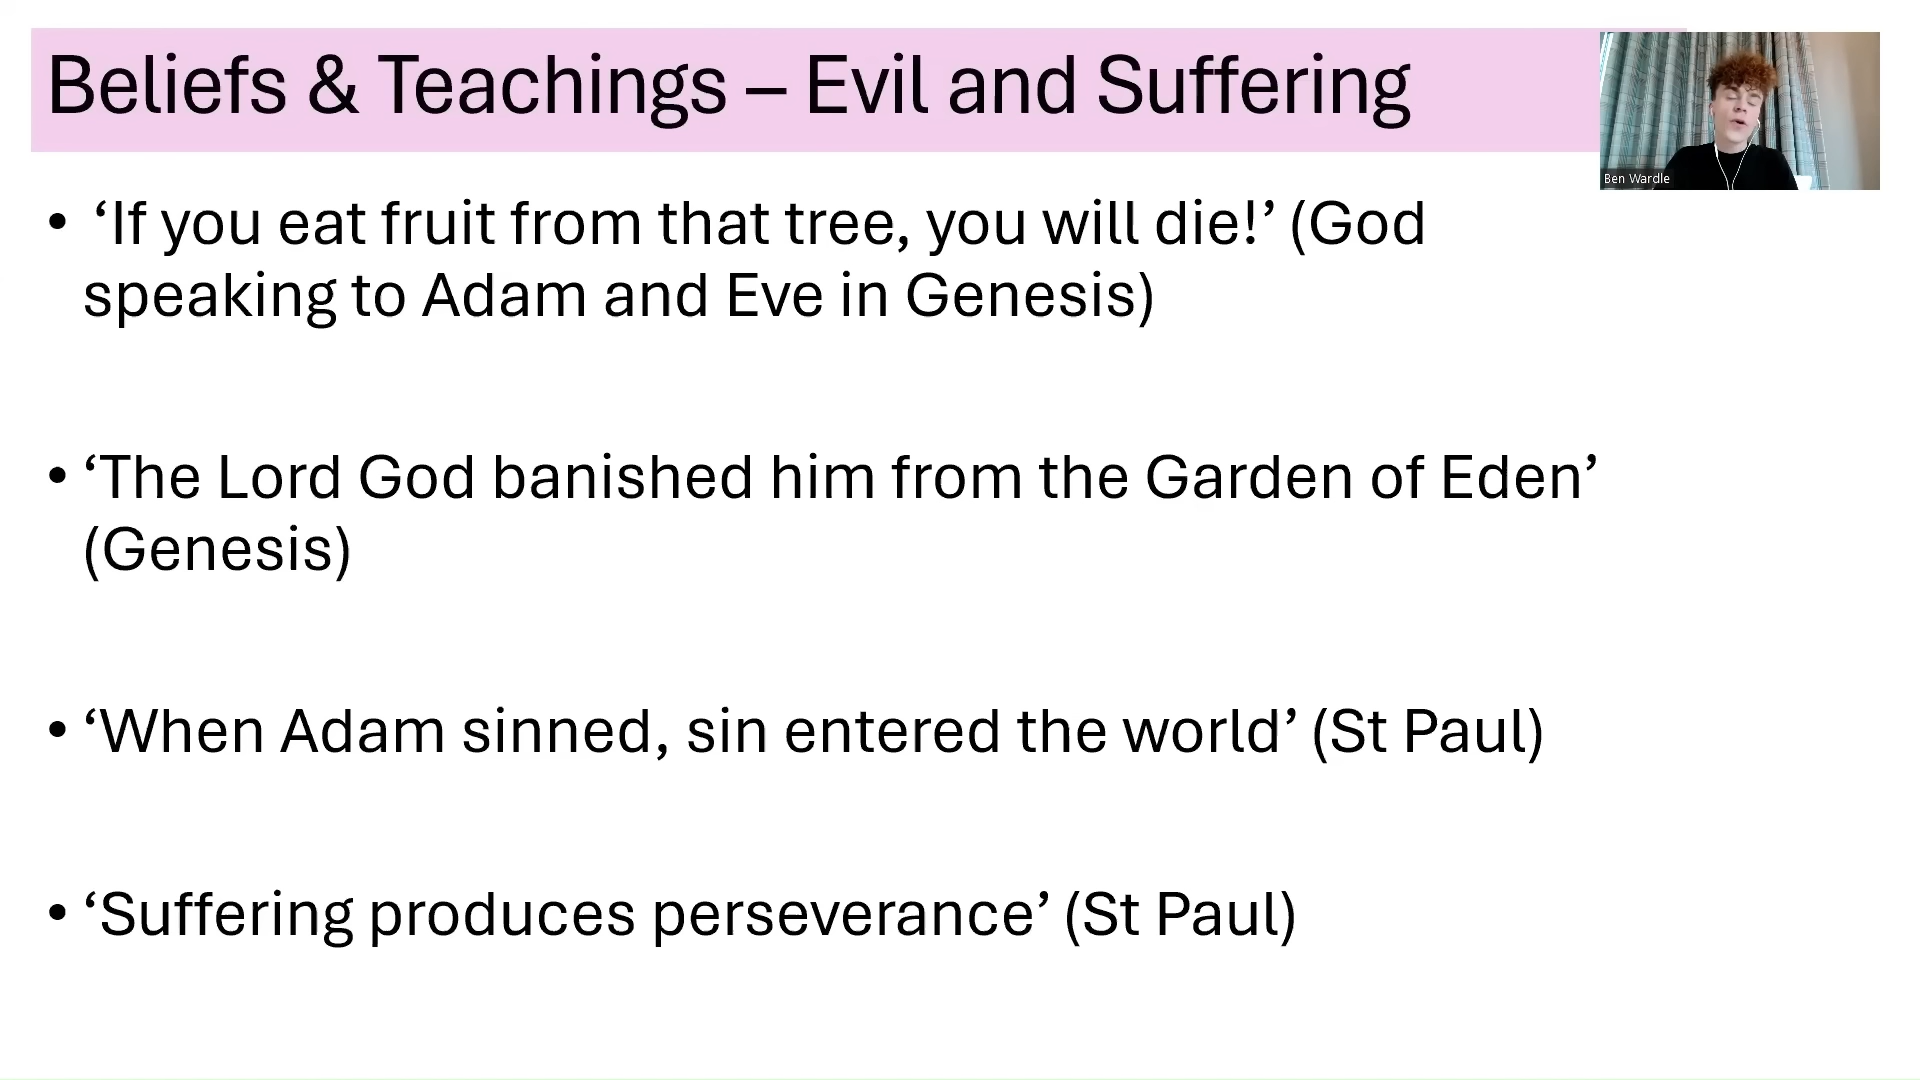 Beliefs & Teachings – Evil and Suffering
Ben Wardle
• ‘If you eat fruit from that tree, you will die!’ (God
speaking to Adam and Eve in Genesis)
• ‘The Lord God banished him from the Garden of Eden’
(Genesis)
• ‘When Adam sinned, sin entered the world’ (St Paul)
• ‘Suffering produces perseverance’ (St Paul)